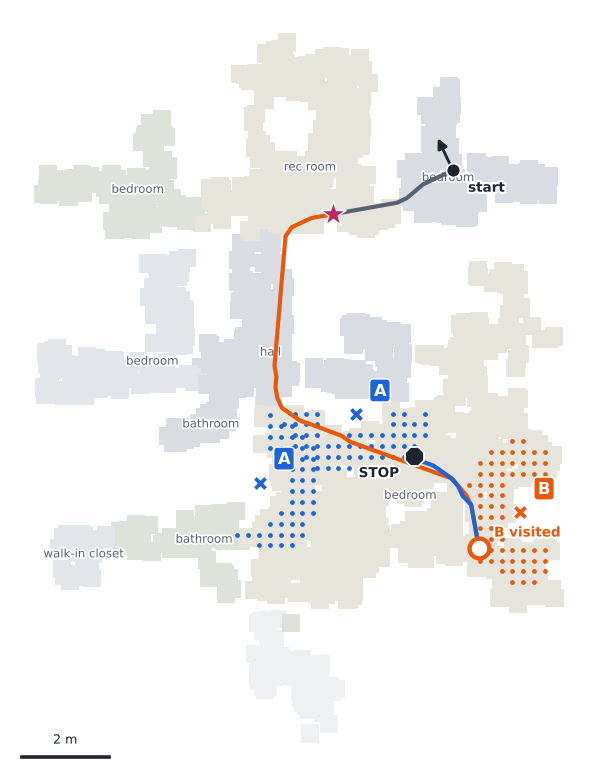 rec room
bedroom
start
bedroom
hall
A
bedroom
bathroom
A
STOP
bedroom
B
B visited
bathroom
walk-in closet
2 m